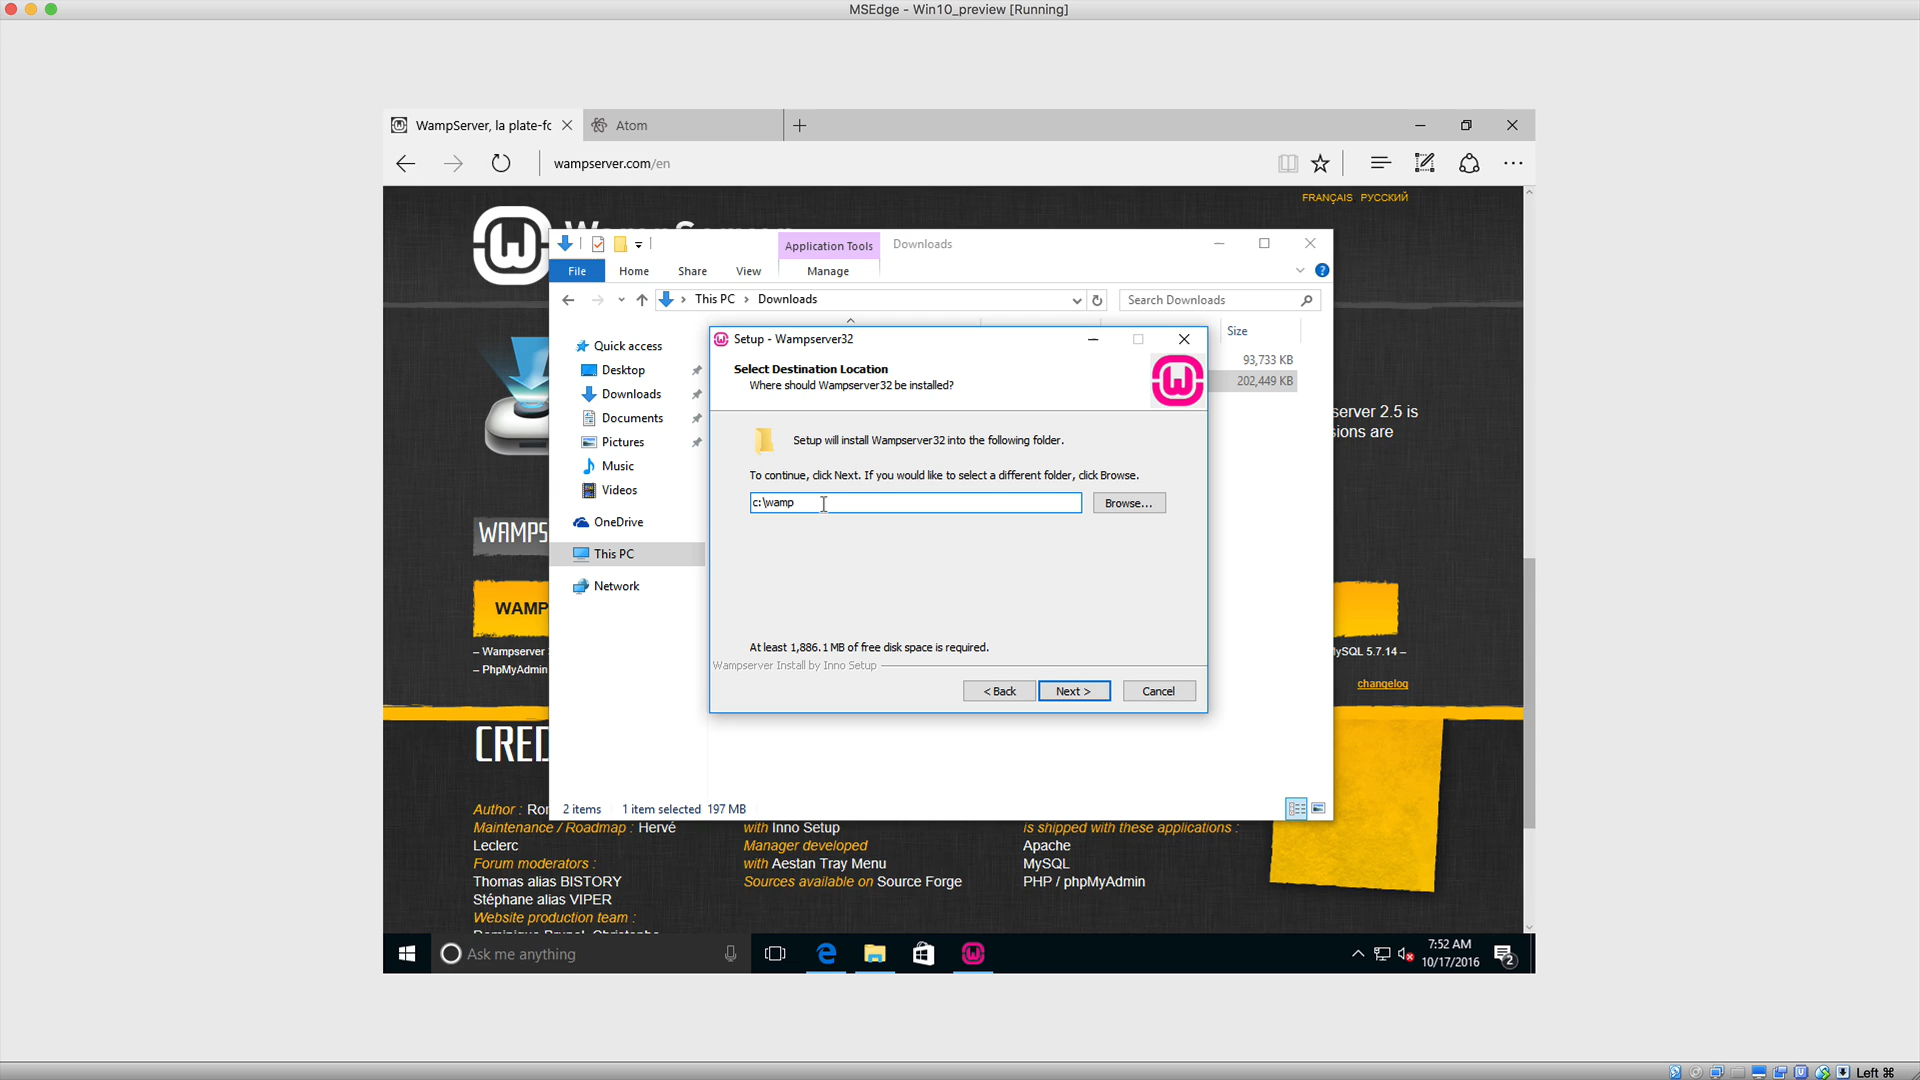 MSEdge - Win10_preview [Running]
WampServer, la plate-fc
Atom
wampserver.com/en
FRANÇAIS РУССКИЙ
Application Tools
Downloads
File
Home
Share
View
Manage
This PC
Downloads
Search Downloads
Size
93,733 KB
202,449 KB
Quick access
Desktop
Downloads
Documents
Pictures
Music
Videos
OneDrive
This PC
Network
Setup - Wampserver32
Select Destination Location
Where should Wampserver32 be installed?
Setup will install Wampserver32 into the following folder.
To continue, click Next. If you would like to select a different folder, click Browse.
c:\wamp
Browse...
At least 1,886.1 MB of free disk space is required.
Wampserver Install by Inno Setup
< Back
Next >
Cancel
server 2.5 is
ions are
WAMPS
WAMP
– Wampserver
– PhpMyAdmin
ySQL 5.7.14 –
changelog
CRED
2 items
1 item selected 197 MB
Author : Ror
Maintenance / Roadmap : Hervé
Leclerc
Forum moderators :
Thomas alias BISTORY
Stéphane alias VIPER
Website production team :
with Inno Setup
Manager developed
with Aestan Tray Menu
Sources available on Source Forge
is shipped with these applications :
Apache
MySQL
PHP / phpMyAdmin
Ask me anything
7:52 AM
10/17/2016
2
Left ⌘